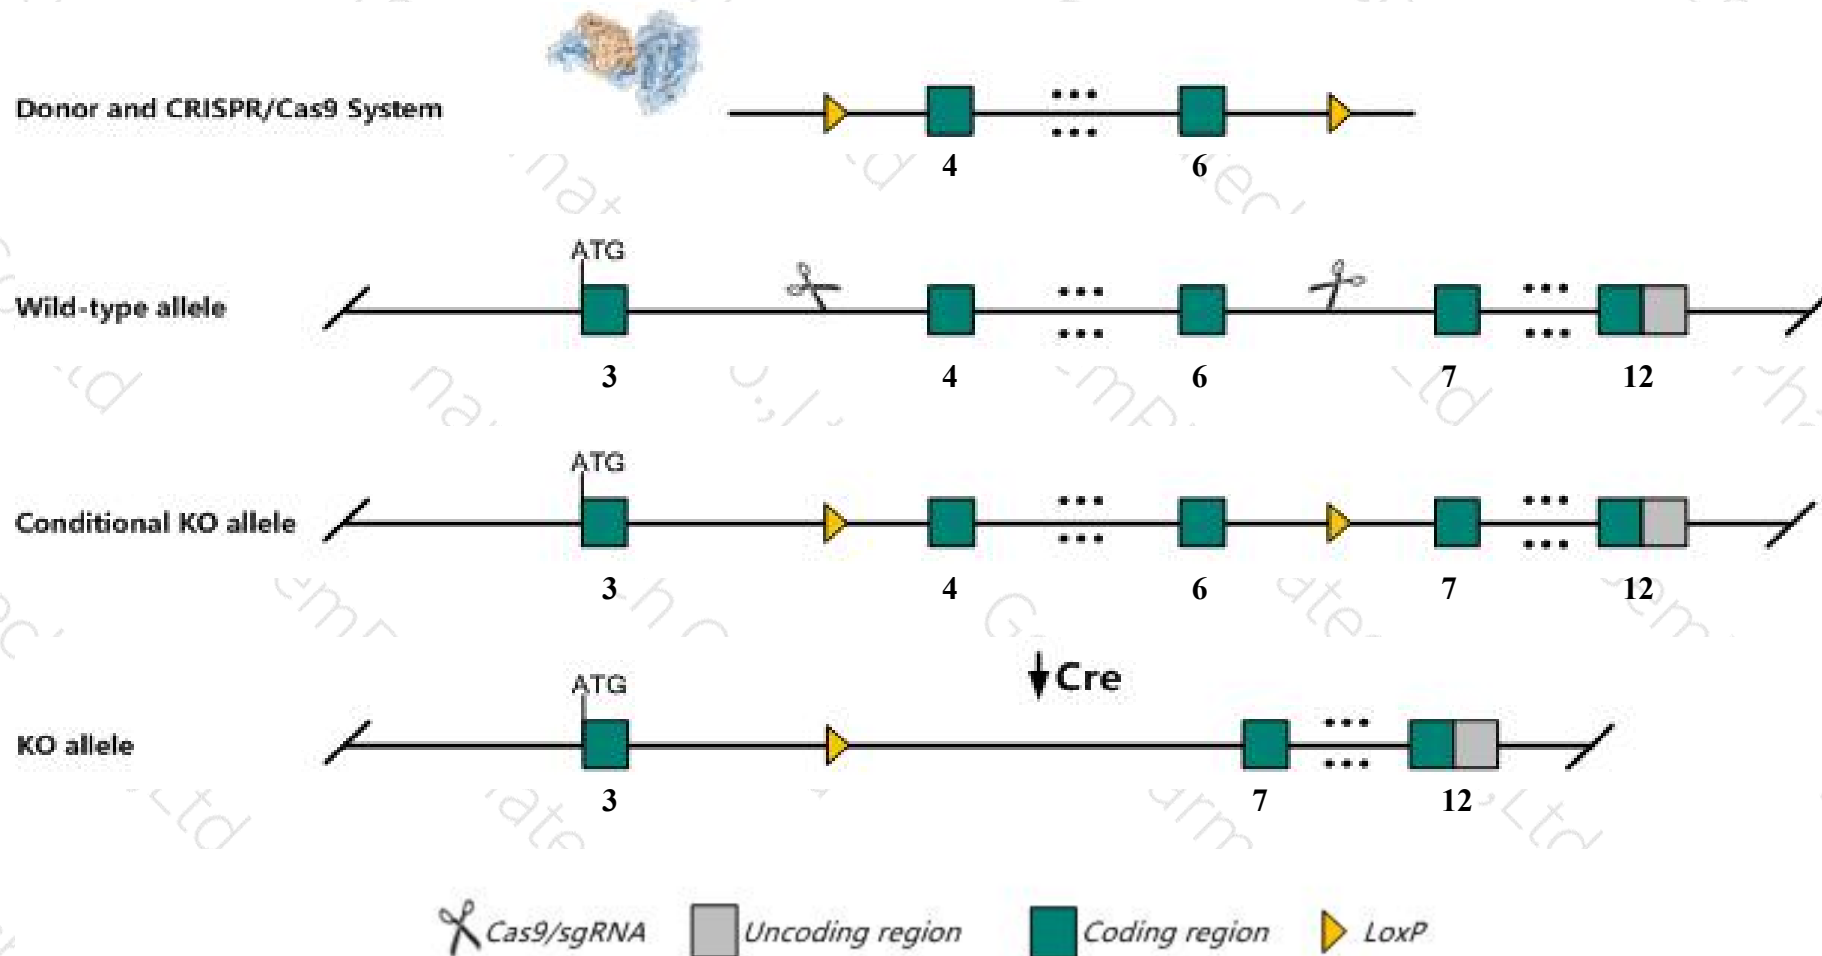 Donor and CRISPR/Cas9 System
4 6
ATG
Wild-type allele
3 4 6 7 12
ATG
Conditional KO allele
3 4 6 7 12
Cre
ATG
KO allele
3 7 12
Cas9/sgRNA Uncoding region Coding region LoxP